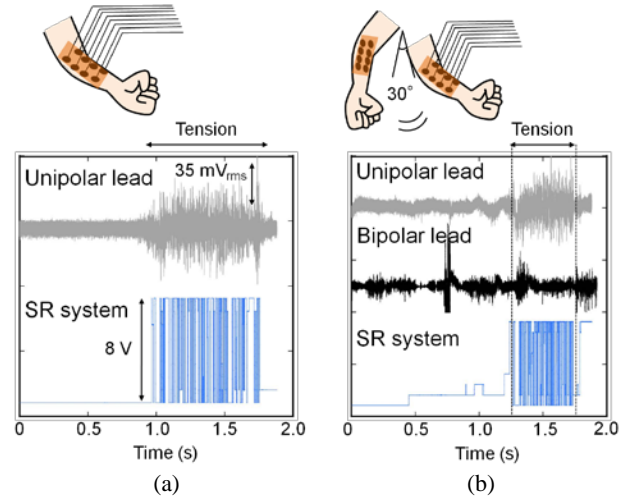 Tension
Unipolar lead
35 mVrms
SR system
8 V
0
0.5
1.0
1.5
2.0
Time (s)
(a)
30°
Tension
Unipolar lead
Bipolar lead
SR system
0
0.5
1.0
1.5
2.0
Time (s)
(b)